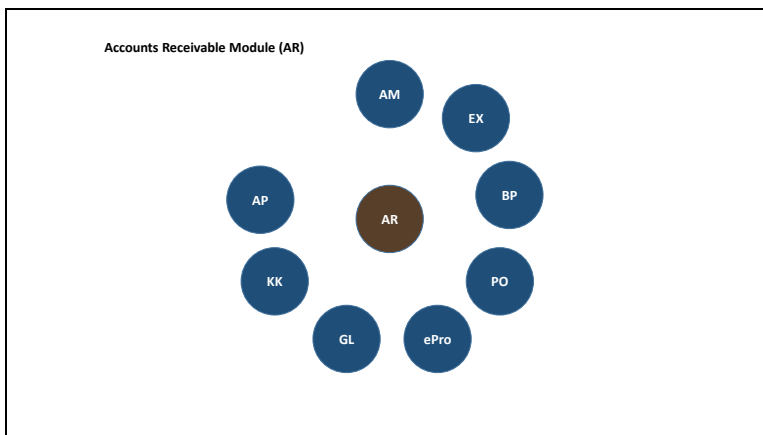 Accounts Receivable Module (AR)
AM
EX
BP
AP
AR
KK
PO
GL
ePro